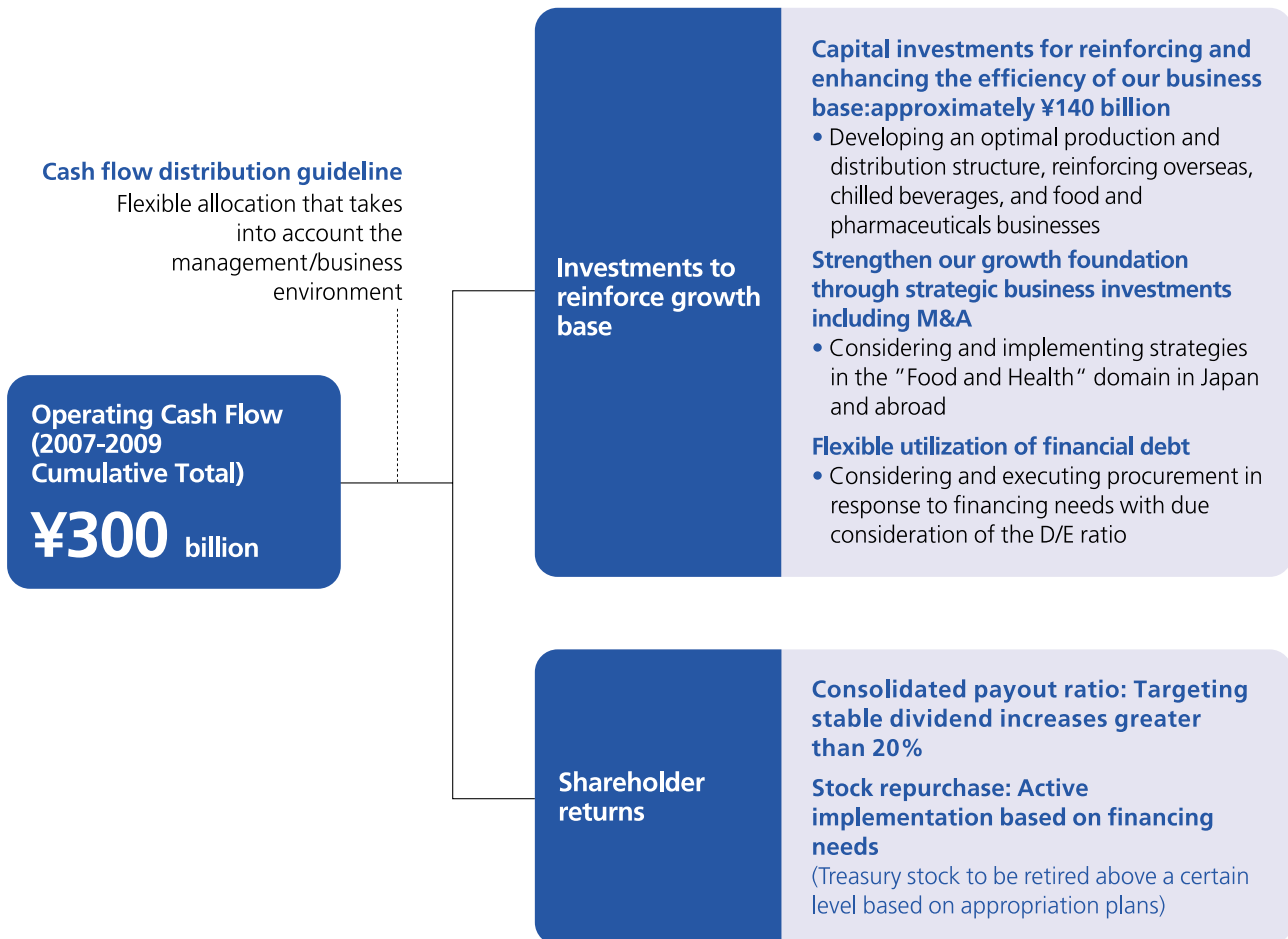 Cash flow distribution guideline
Flexible allocation that takes
into account the
management/business
environment
Operating Cash Flow
(2007-2009
Cumulative Total)
¥300 billion
Investments to
reinforce growth
base
Capital investments for reinforcing and
enhancing the efficiency of our business
base:approximately ¥140 billion
• Developing an optimal production and
distribution structure, reinforcing overseas,
chilled beverages, and food and
pharmaceuticals businesses
Strengthen our growth foundation
through strategic business investments
including M&A
• Considering and implementing strategies
in the ”Food and Health“ domain in Japan
and abroad
Flexible utilization of financial debt
• Considering and executing procurement in
response to financing needs with due
consideration of the D/E ratio
Shareholder
returns
Consolidated payout ratio: Targeting
stable dividend increases greater
than 20%
Stock repurchase: Active
implementation based on financing
needs
(Treasury stock to be retired above a certain
level based on appropriation plans)